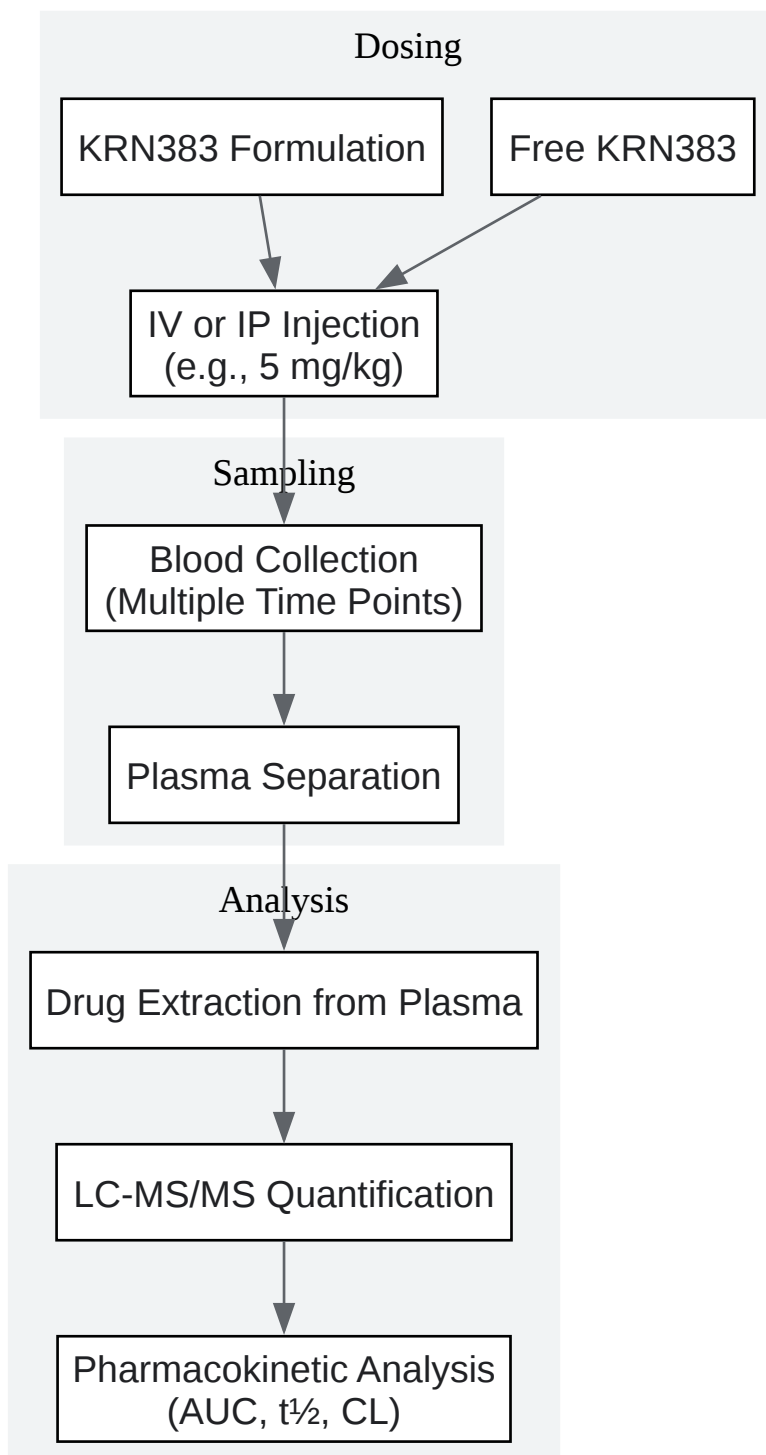 Dosing
KRN383 Formulation
Free KRN383
IV or IP Injection
(e.g., 5 mg/kg)
Sampling
Blood Collection
(Multiple Time Points)
Plasma Separation
Analysis
Drug Extraction from Plasma
LC-MS/MS Quantification
Pharmacokinetic Analysis
(AUC, t½, CL)